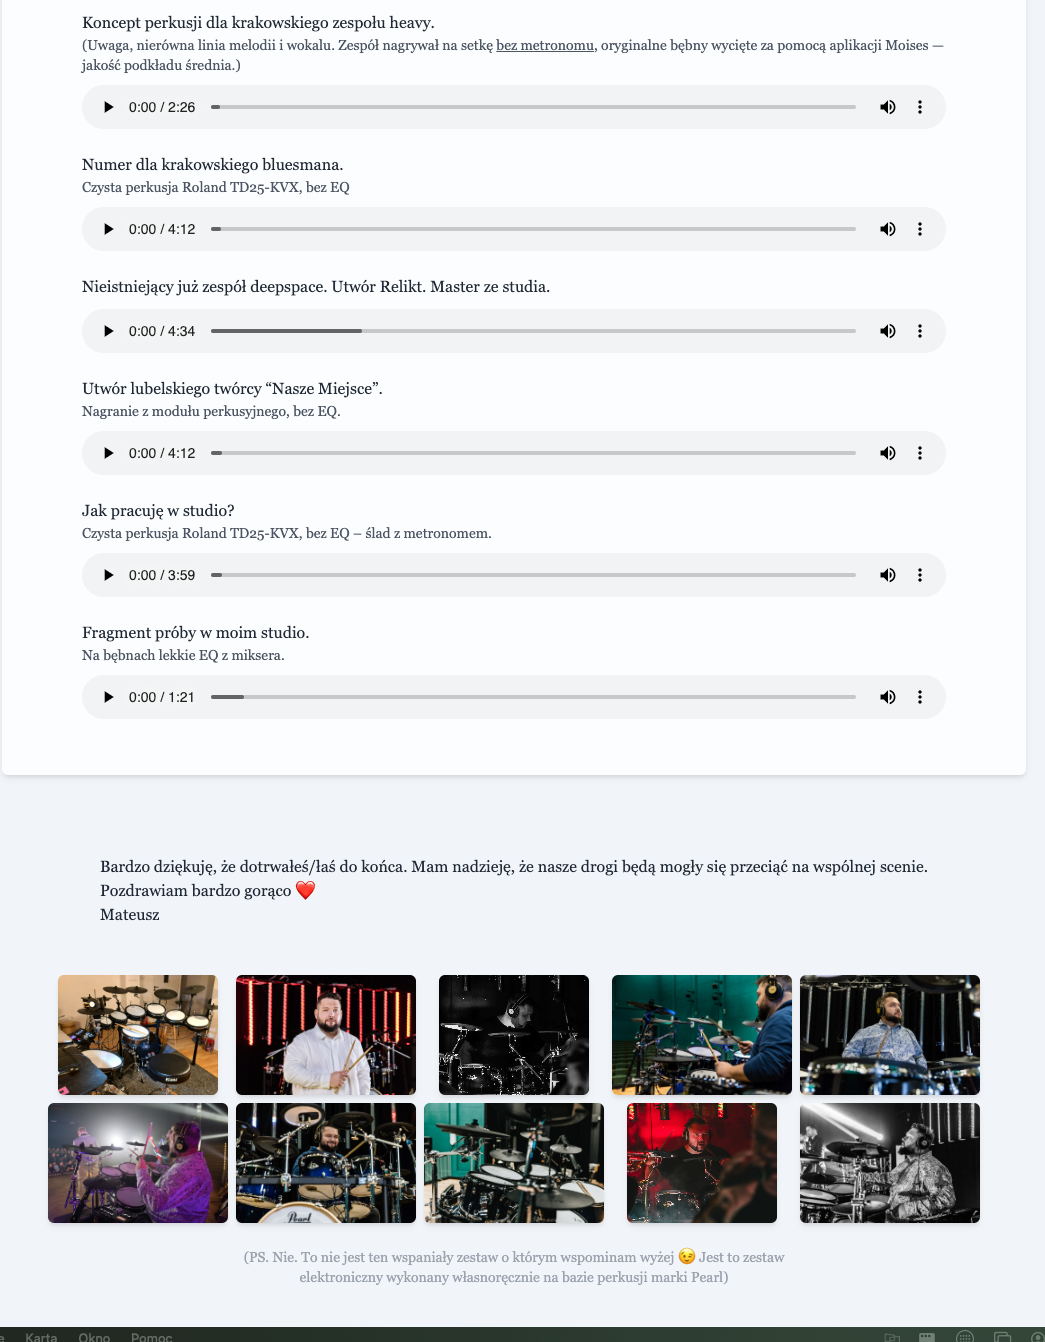 Koncept perkusji dla krakowskiego zespołu heavy.
(Uwaga, nierówna linia melodii i wokalu. Zespół nagrywał na setkę bez metronomu, oryginalne bębny wycięte za pomocą aplikacji Moises —
jakość podkładu średnia.)
0:00 / 2:26
Numer dla krakowskiego bluesmana.
Czysta perkusja Roland TD25-KVX, bez EQ
0:00 / 4:12
Nieistniejący już zespół deepspace. Utwór Relikt. Master ze studia.
0:00 / 4:34
Utwór lubelskiego twórcy “Nasze Miejsce”.
Nagranie z modułu perkusyjnego, bez EQ.
0:00 / 4:12
Jak pracuję w studio?
Czysta perkusja Roland TD25-KVX, bez EQ – ślad z metronomem.
0:00 / 3:59
Fragment próby w moim studio.
Na bębnach lekkie EQ z miksera.
0:00 / 1:21
Bardzo dziękuję, że dotrwałeś/łaś do końca. Mam nadzieję, że nasze drogi będą mogły się przeciąć na wspólnej scenie.
Pozdrawiam bardzo gorąco ❤️
Mateusz
Pearl
(PS. Nie. To nie jest ten wspaniały zestaw o którym wspominam wyżej 😉 Jest to zestaw
elektroniczny wykonany własnoręcznie na bazie perkusji marki Pearl)
Karta Okno Pomoc